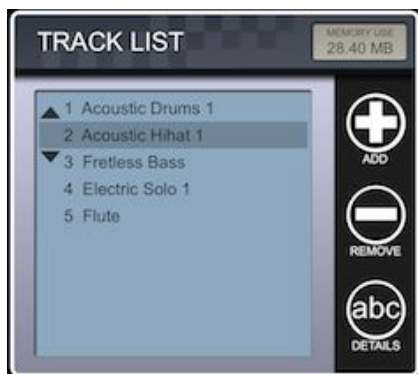 TRACK LIST
MEMORY USE
28.40 MB
1 Acoustic Drums 1
2 Acoustic Hihat 1
3 Fretless Bass
4 Electric Solo 1
5 Flute
ADD
REMOVE
abc
DETAILS